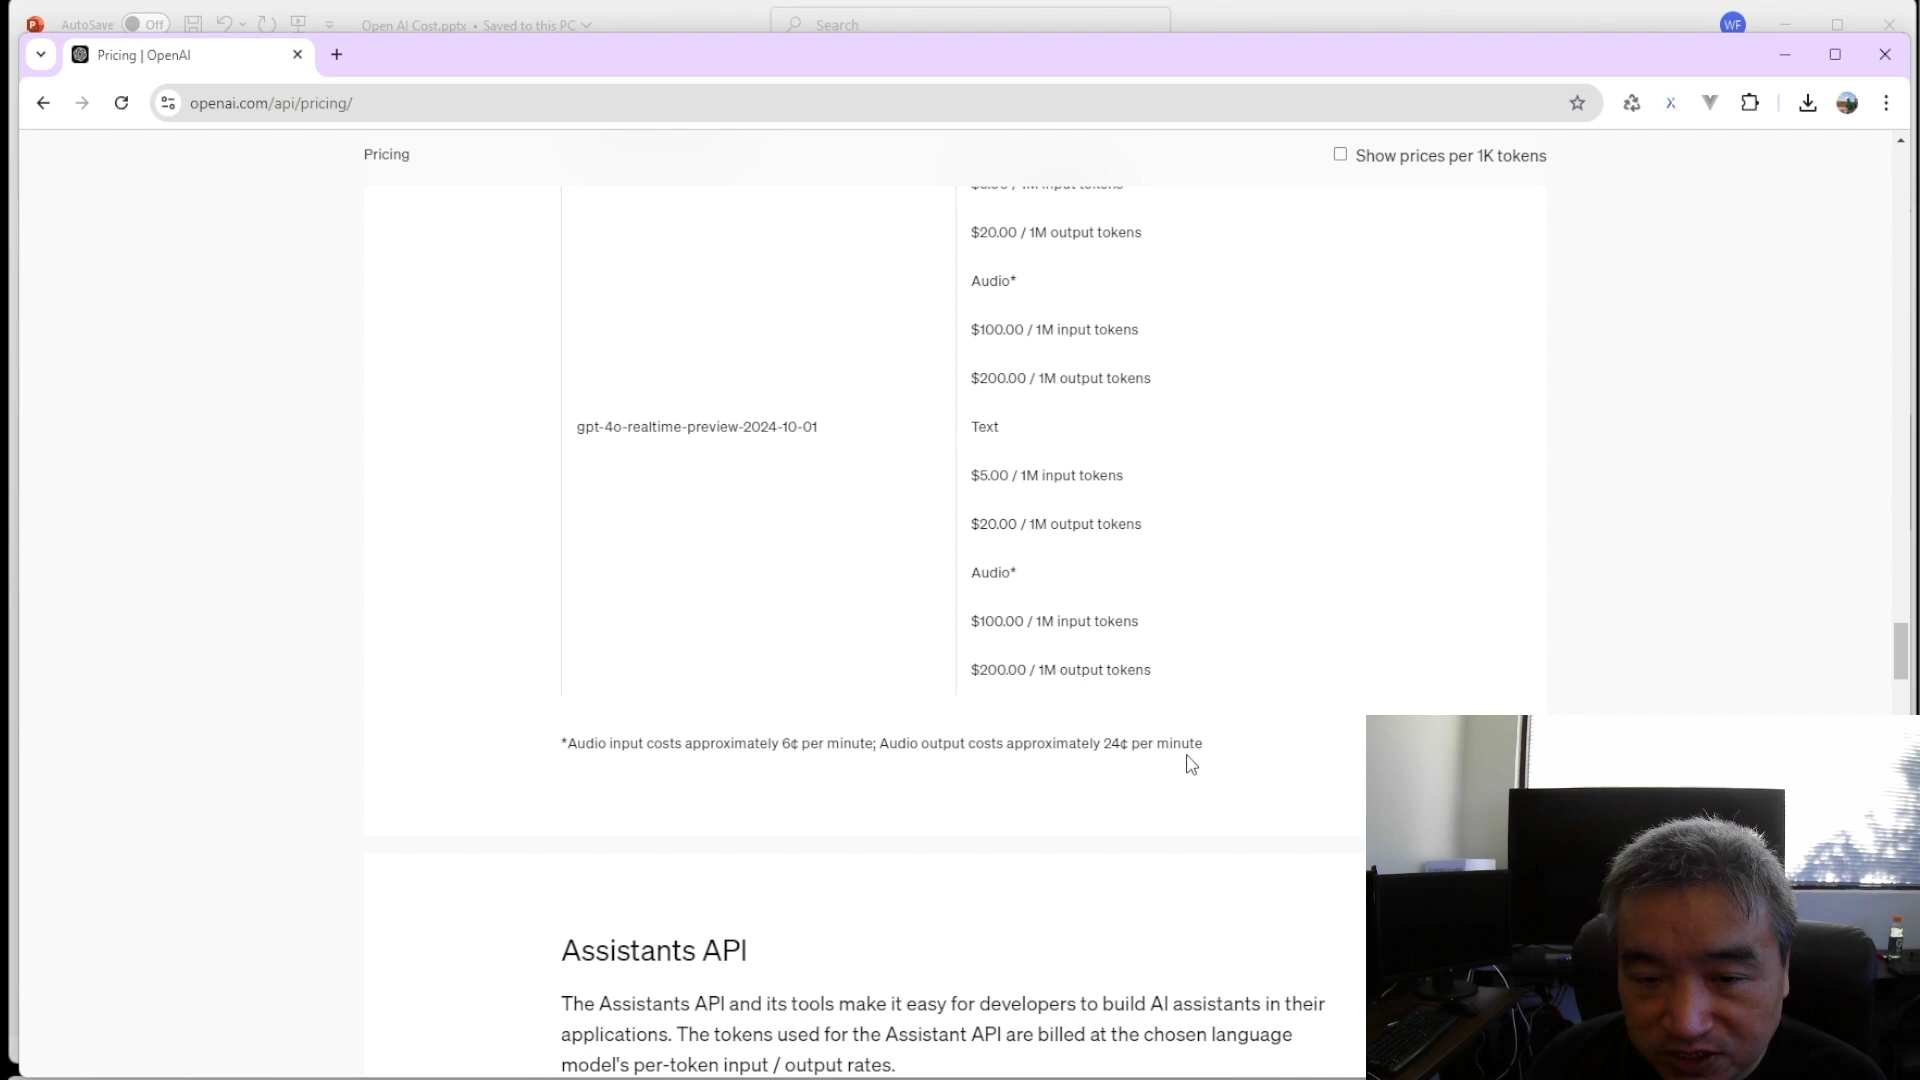 AutoSave Off Open AI Cost.pptx • Saved to this PC Search WF
Pricing | OpenAI
openai.com/api/pricing/
Pricing
Show prices per 1K tokens
$5.00 / 1M input tokens
$20.00 / 1M output tokens
Audio*
$100.00 / 1M input tokens
$200.00 / 1M output tokens
gpt-4o-realtime-preview-2024-10-01
Text
$5.00 / 1M input tokens
$20.00 / 1M output tokens
Audio*
$100.00 / 1M input tokens
$200.00 / 1M output tokens
*Audio input costs approximately 6¢ per minute; Audio output costs approximately 24¢ per minute
Assistants API
The Assistants API and its tools make it easy for developers to build AI assistants in their
applications. The tokens used for the Assistant API are billed at the chosen language
model's per-token input / output rates.